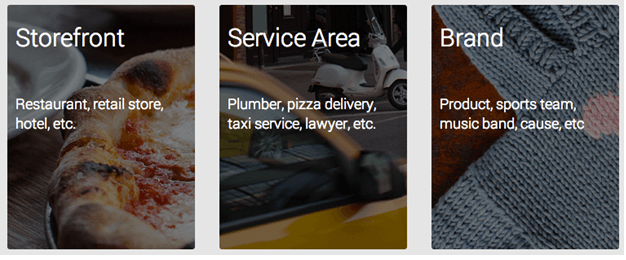 Storefront
Restaurant, retail store,
hotel, etc.
Service Area
Plumber, pizza delivery,
taxi service, lawyer, etc.
Brand
Product, sports team,
music band, cause, etc